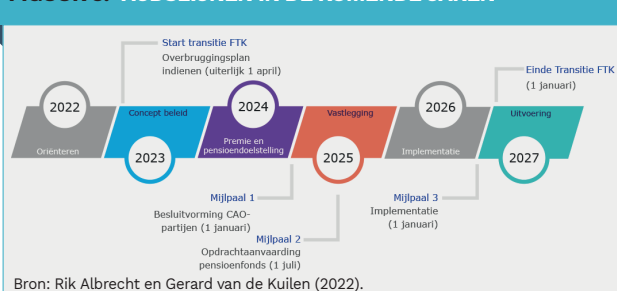 Start transitie FTK
Overbruggingsplan
indienen (uiterlijk 1 april)
Einde Transitie FTK
(1 januari)
2022
Oriënteren
Concept beleid
2023
2024
Premie en
pensioendoelstelling
Vastlegging
2025
2026
Implementatie
Uitvoering
2027
Mijlpaal 1
Besluitvorming CAO-
partijen (1 januari)
Mijlpaal 2
Opdrachtaanvaarding
pensioenfonds (1 juli)
Mijlpaal 3
Implementatie
(1 januari)
Bron: Rik Albrecht en Gerard van de Kuilen (2022).